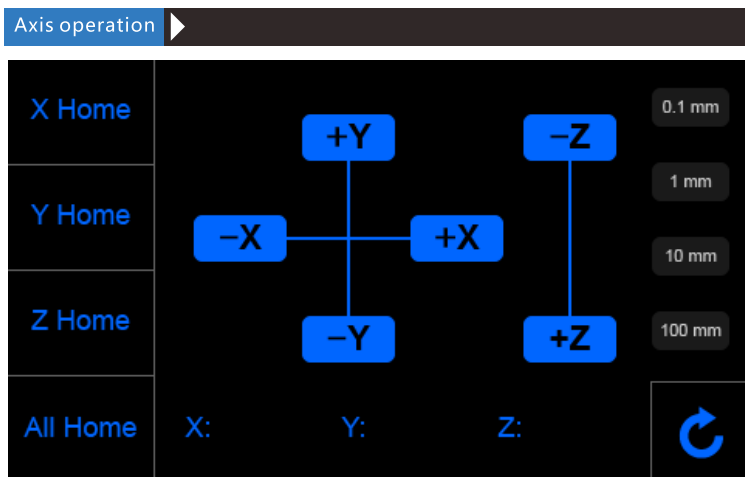 Axis operation
X Home
Y Home
Z Home
All Home
+Y
−X
+X
−Y
−Z
+Z
0.1 mm
1 mm
10 mm
100 mm
X:
Y:
Z: